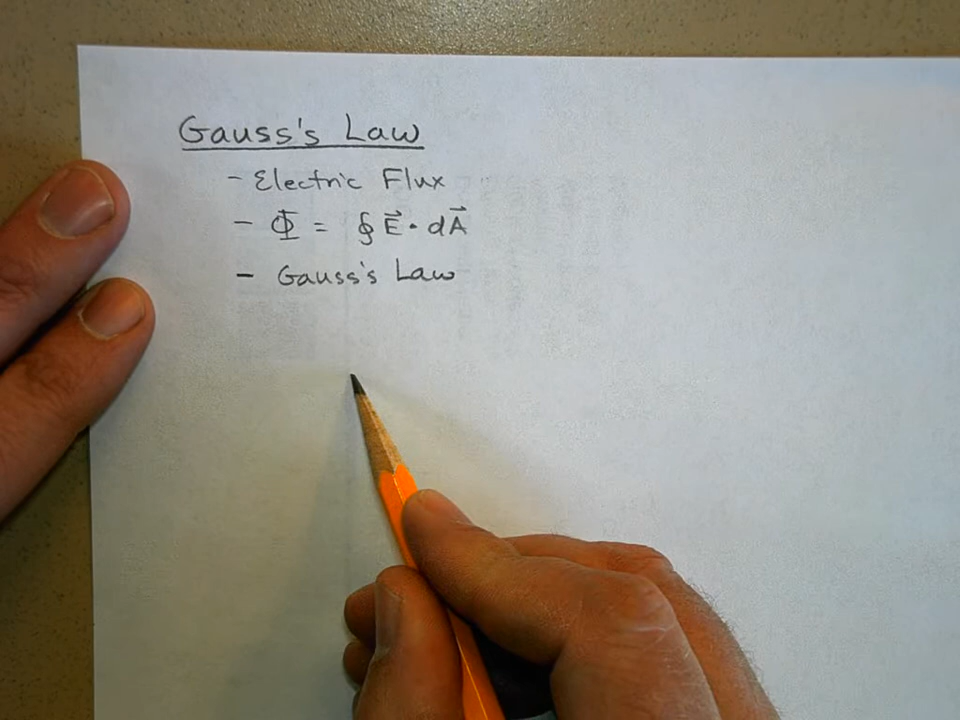 Gauss's Law
- Electric Flux
- Φ = ∮ E⃗ · dA⃗
- Gauss's Law